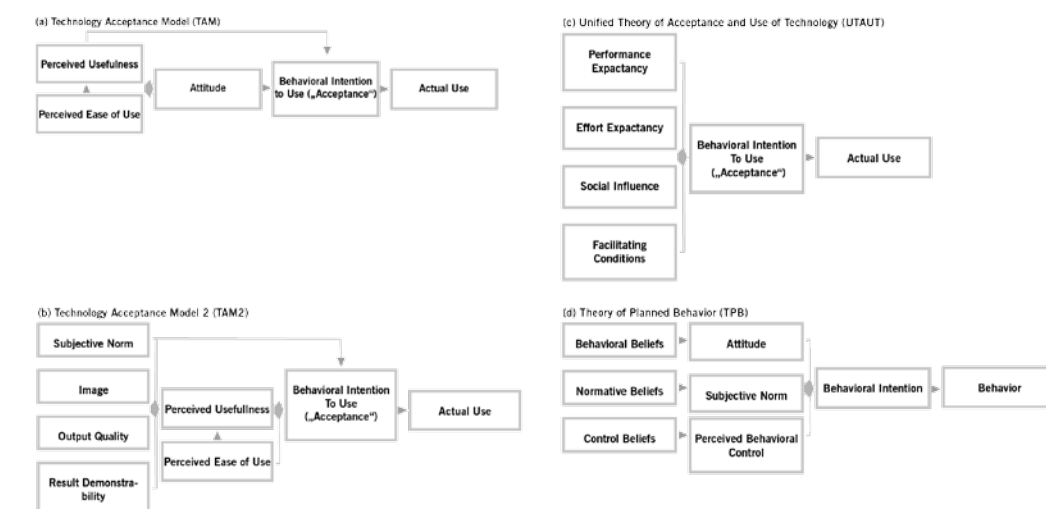 (a) Technology Acceptance Model (TAM)
Perceived Usefulness
Perceived Ease of Use
Attitude
Behavioral Intention
to Use („Acceptance“)
Actual Use
(c) Unified Theory of Acceptance and Use of Technology (UTAUT)
Performance
Expactancy
Effort Expactancy
Social Influence
Facilitating
Conditions
Behavioral Intention
To Use
(„Acceptance“)
Actual Use
(b) Technology Acceptance Model 2 (TAM2)
Subjective Norm
Image
Output Quality
Result Demonstra-
bility
Perceived Usefullness
Perceived Ease of Use
Behavioral Intention
To Use
(„Acceptance“)
Actual Use
(d) Theory of Planned Behavior (TPB)
Behavioral Beliefs
Attitude
Normative Beliefs
Subjective Norm
Control Beliefs
Perceived Behavioral
Control
Behavioral Intention
Behavior